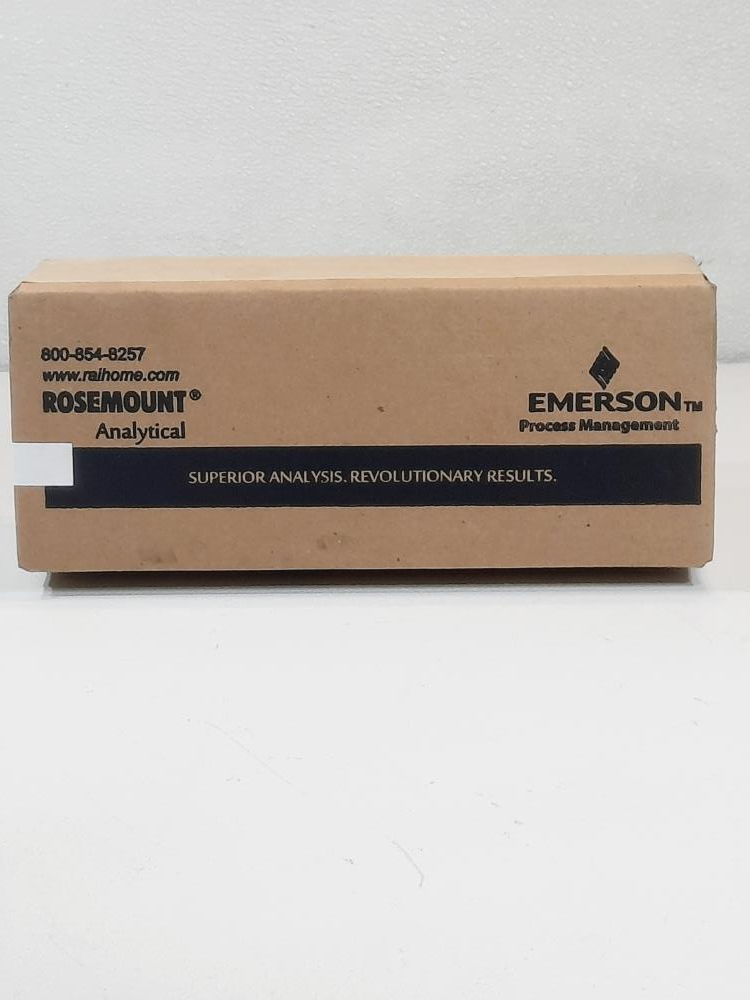 800-854-8257
www.raihome.com
ROSEMOUNT®
Analytical
EMERSON™
Process Management
SUPERIOR ANALYSIS. REVOLUTIONARY RESULTS.